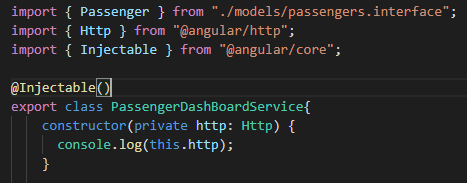 import { Passenger } from "./models/passengers.interface";
import { Http } from "@angular/http";
import { Injectable } from "@angular/core";
@Injectable()
export class PassengerDashBoardService{
constructor(private http: Http) {
console.log(this.http);
}